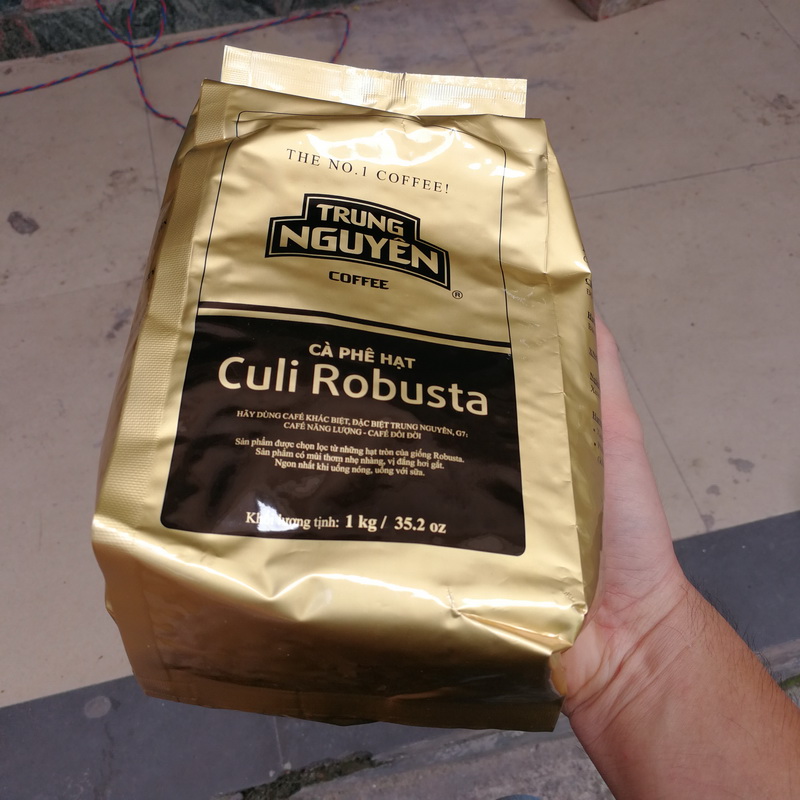 THE NO.1 COFFEE!
TRUNG
NGUYÊN
COFFEE
®
CÀ PHÊ HẠT
Culi Robusta
HÃY DÙNG CAFÉ KHÁC BIỆT, ĐẶC BIỆT TRUNG NGUYÊN, G7:
CAFÉ NĂNG LƯỢNG - CAFÉ ĐỔI ĐỜI
Sản phẩm được chọn lọc từ những hạt tròn của giống Robusta.
Sản phẩm có mùi thơm nhẹ nhàng, vị đắng hơi gắt.
Ngon nhất khi uống nóng, uống với sữa.
tịnh: 1 kg / 35.2 oz